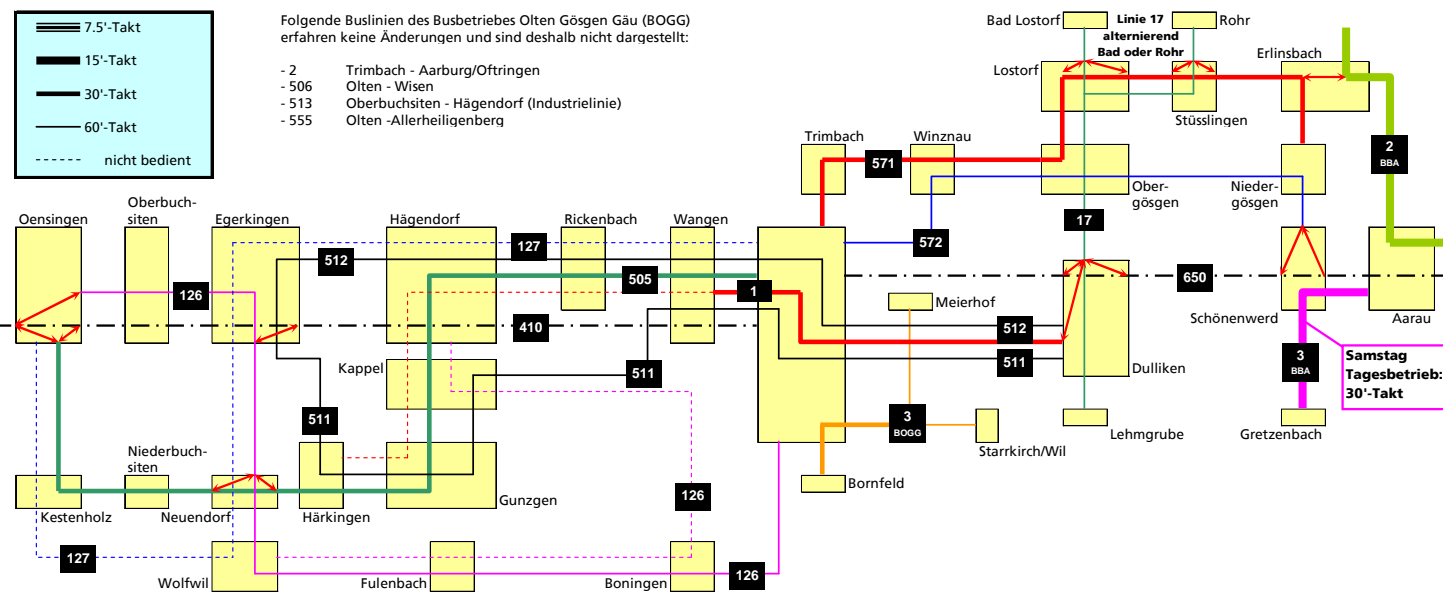 7.5'-Takt
15'-Takt
30'-Takt
60'-Takt
nicht bedient
Folgende Buslinien des Busbetriebes Olten Gösgen Gäu (BOGG)
erfahren keine Änderungen und sind deshalb nicht dargestellt:
- 2 Trimbach - Aarburg/Oftringen
- 506 Olten - Wisen
- 513 Oberbuchsiten - Hägendorf (Industrielinie)
- 555 Olten -Allerheiligenberg
Bad Lostorf
Linie 17
alternierend
Bad oder Rohr
Rohr
Lostorf
Erlinsbach
Stüsslingen
Trimbach
Winznau
571
2
BBA
Ober-
gösgen
Nieder-
gösgen
Oensingen
Oberbuch-
siten
Egerkingen
Hägendorf
Rickenbach
Wangen
17
127
572
512
505
650
126
1
Meierhof
410
512
Schönenwerd
Aarau
511
Kappel
511
Dulliken
3
BBA
Samstag
Tagesbetrieb:
30'-Takt
511
3
BOGG
Lehmgrube
Gretzenbach
Starrkirch/Wil
Niederbuch-
siten
Bornfeld
126
Gunzgen
Kestenholz
Neuendorf
Härkingen
127
126
Wolfwil
Fulenbach
Boningen